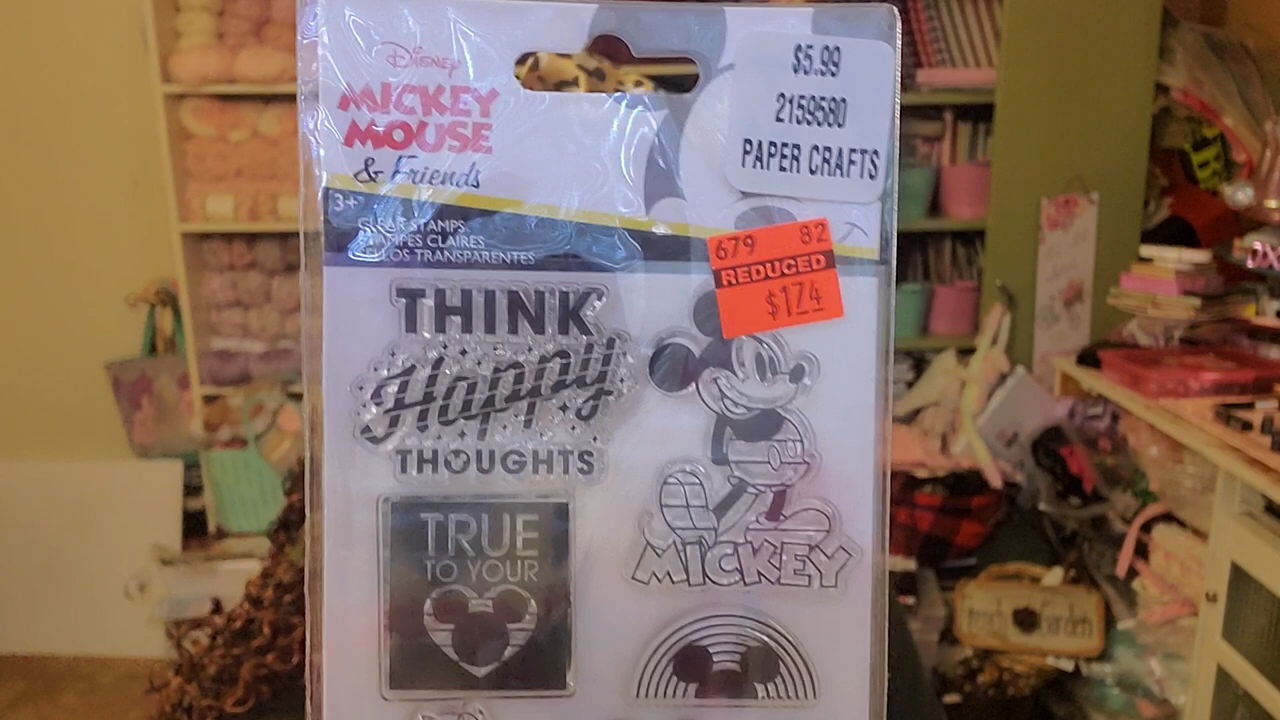 Disney
MICKEY
MOUSE
& Friends
$5.99
2159580
PAPER CRAFTS
3+
CLEAR STAMPS
ÉTAMPES CLAIRES
SELLOS TRANSPARENTES
679 82
REDUCED
$1.74
THINK
Happy
THOUGHTS
TRUE
TO YOUR
MICKEY